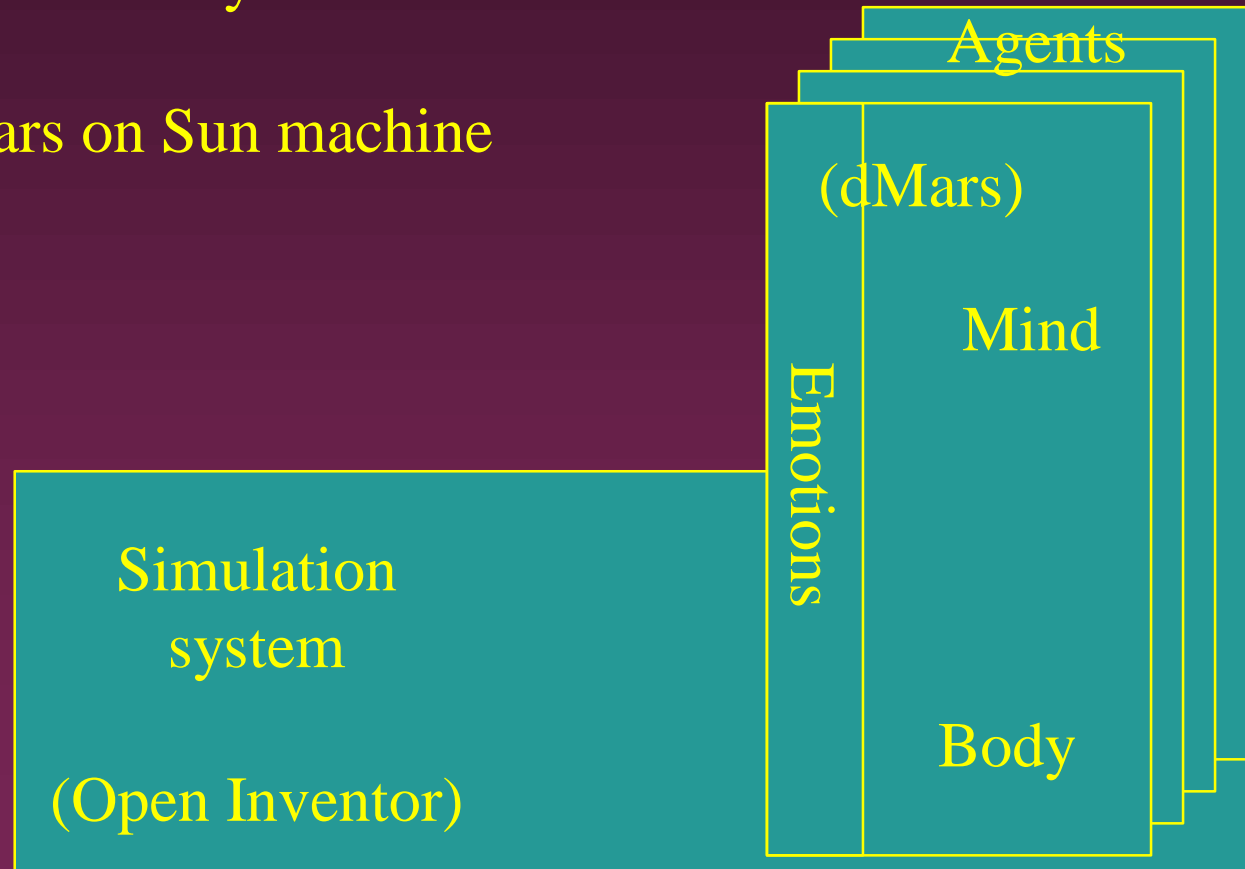 ars on Sun machine
Agents
(dMars)
Mind
Emotions
Simulation
system
Body
(Open Inventor)